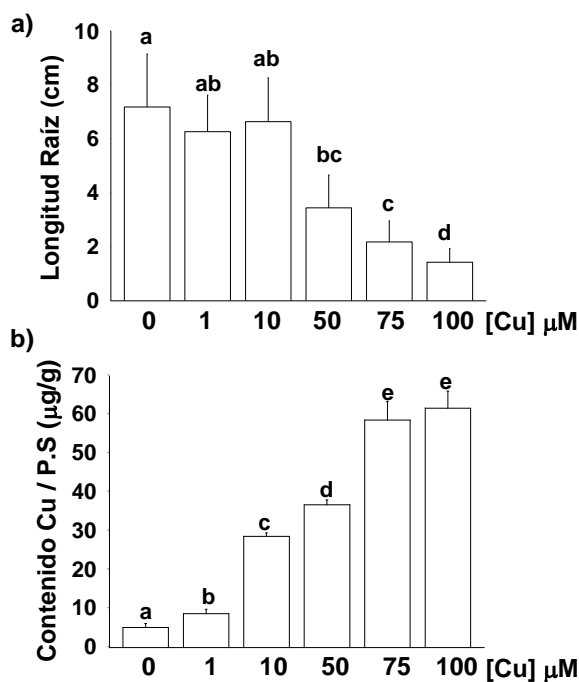 a)
Longitud Raíz (cm)
10
8
6
4
2
0
a
ab
ab
bc
c
d
0 1 10 50 75 100 [Cu] μM
b)
Contenido Cu / P.S (μg/g)
70
60
50
40
30
20
10
0
a
b
c
d
e
e
0 1 10 50 75 100 [Cu] μM